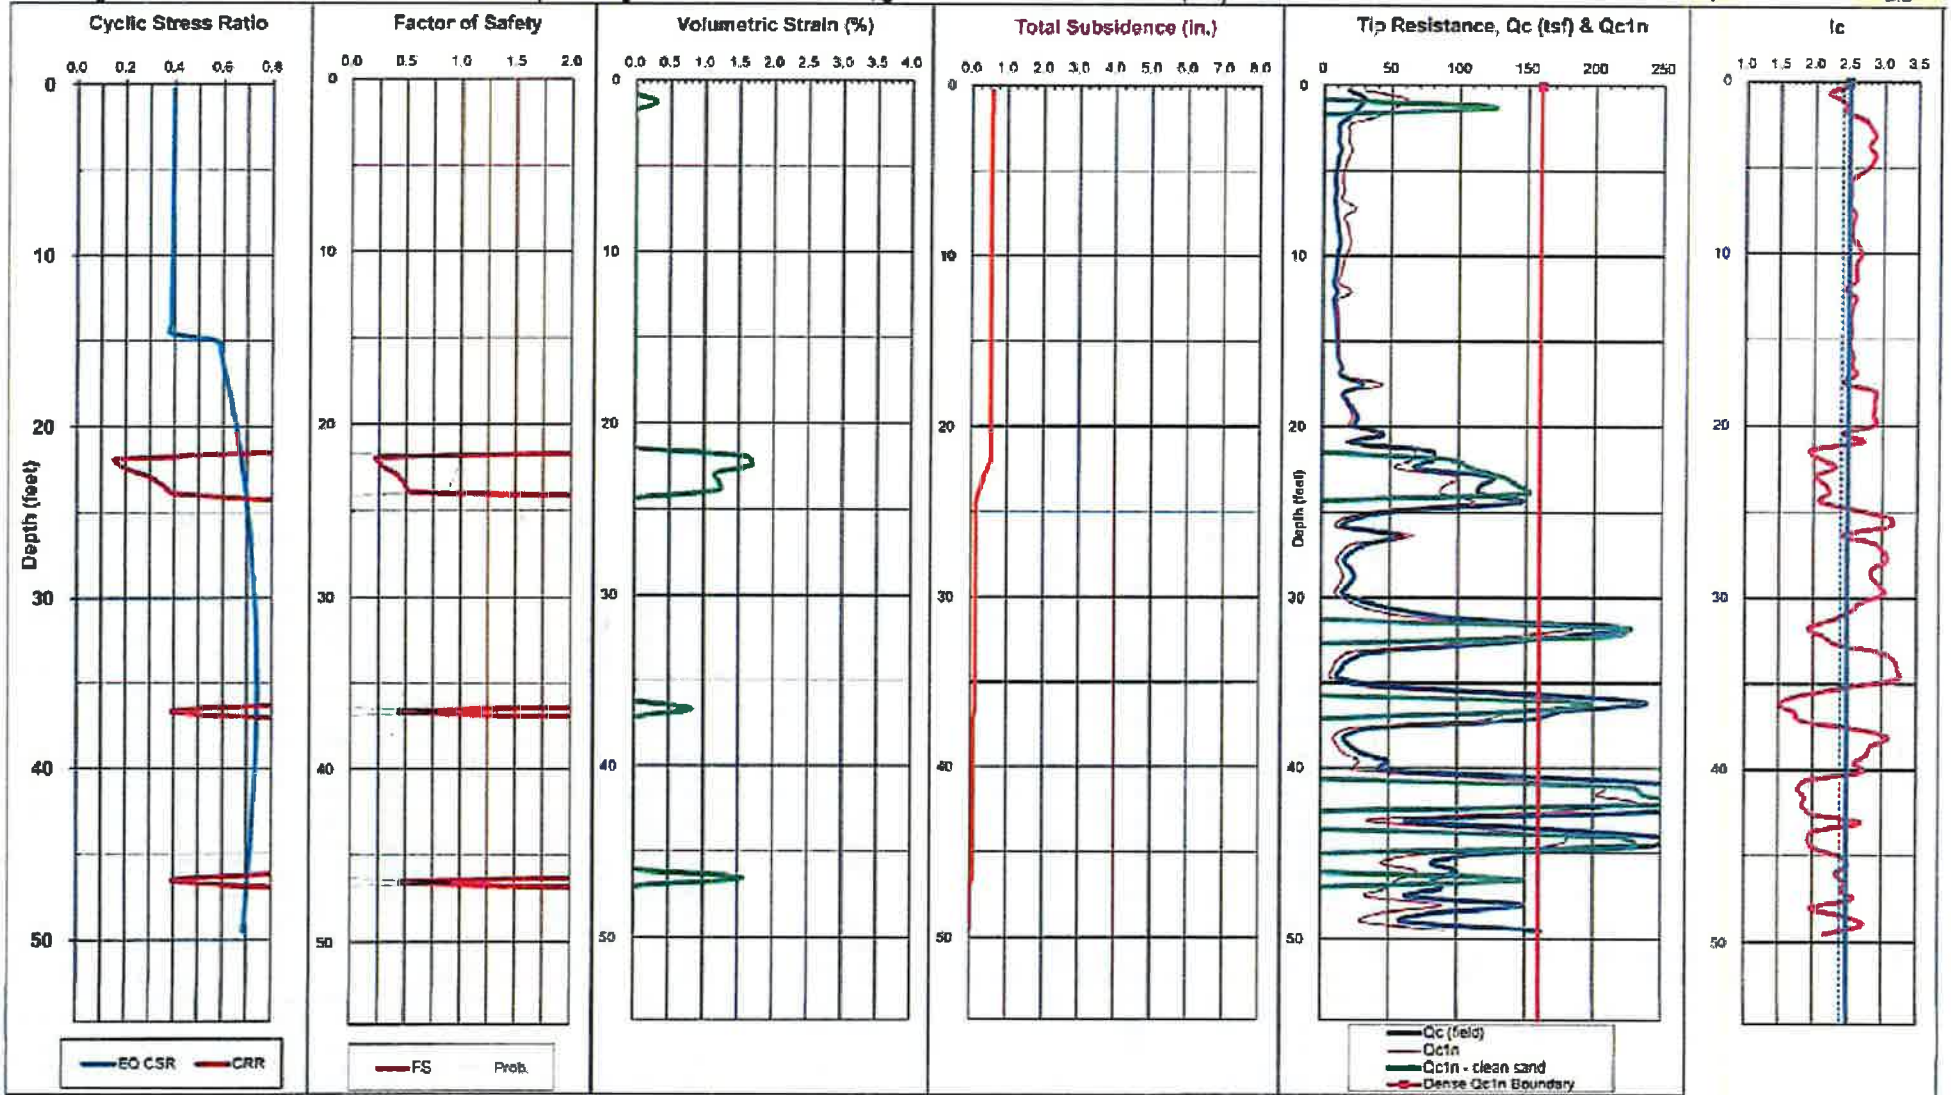 Cyclic Stress Ratio
0.0 0.2 0.4 0.6 0.8
0
10
20
30
40
50
Depth (feet)
EQ CSR CRR
Factor of Safety
0.0 0.5 1.0 1.5 2.0
0
10
20
30
40
50
FS Prob.
Volumetric Strain (%)
0.0 0.5 1.0 1.5 2.0 2.5 3.0 3.5 4.0
0
10
20
30
40
50
Total Subsidence (in.)
0.0 1.0 2.0 3.0 4.0 5.0 6.0 7.0 8.0
0
10
20
30
40
50
Tip Resistance, Qc (tsf) & Qc1n
0 50 100 150 200 250
0
10
20
30
40
50
Depth (feet)
Qc (field)
Qc1n
Qc1n - clean sand
Dense Qc1n Boundary
Ic
1.0 1.5 2.0 2.5 3.0 3.5
0
10
20
30
40
50